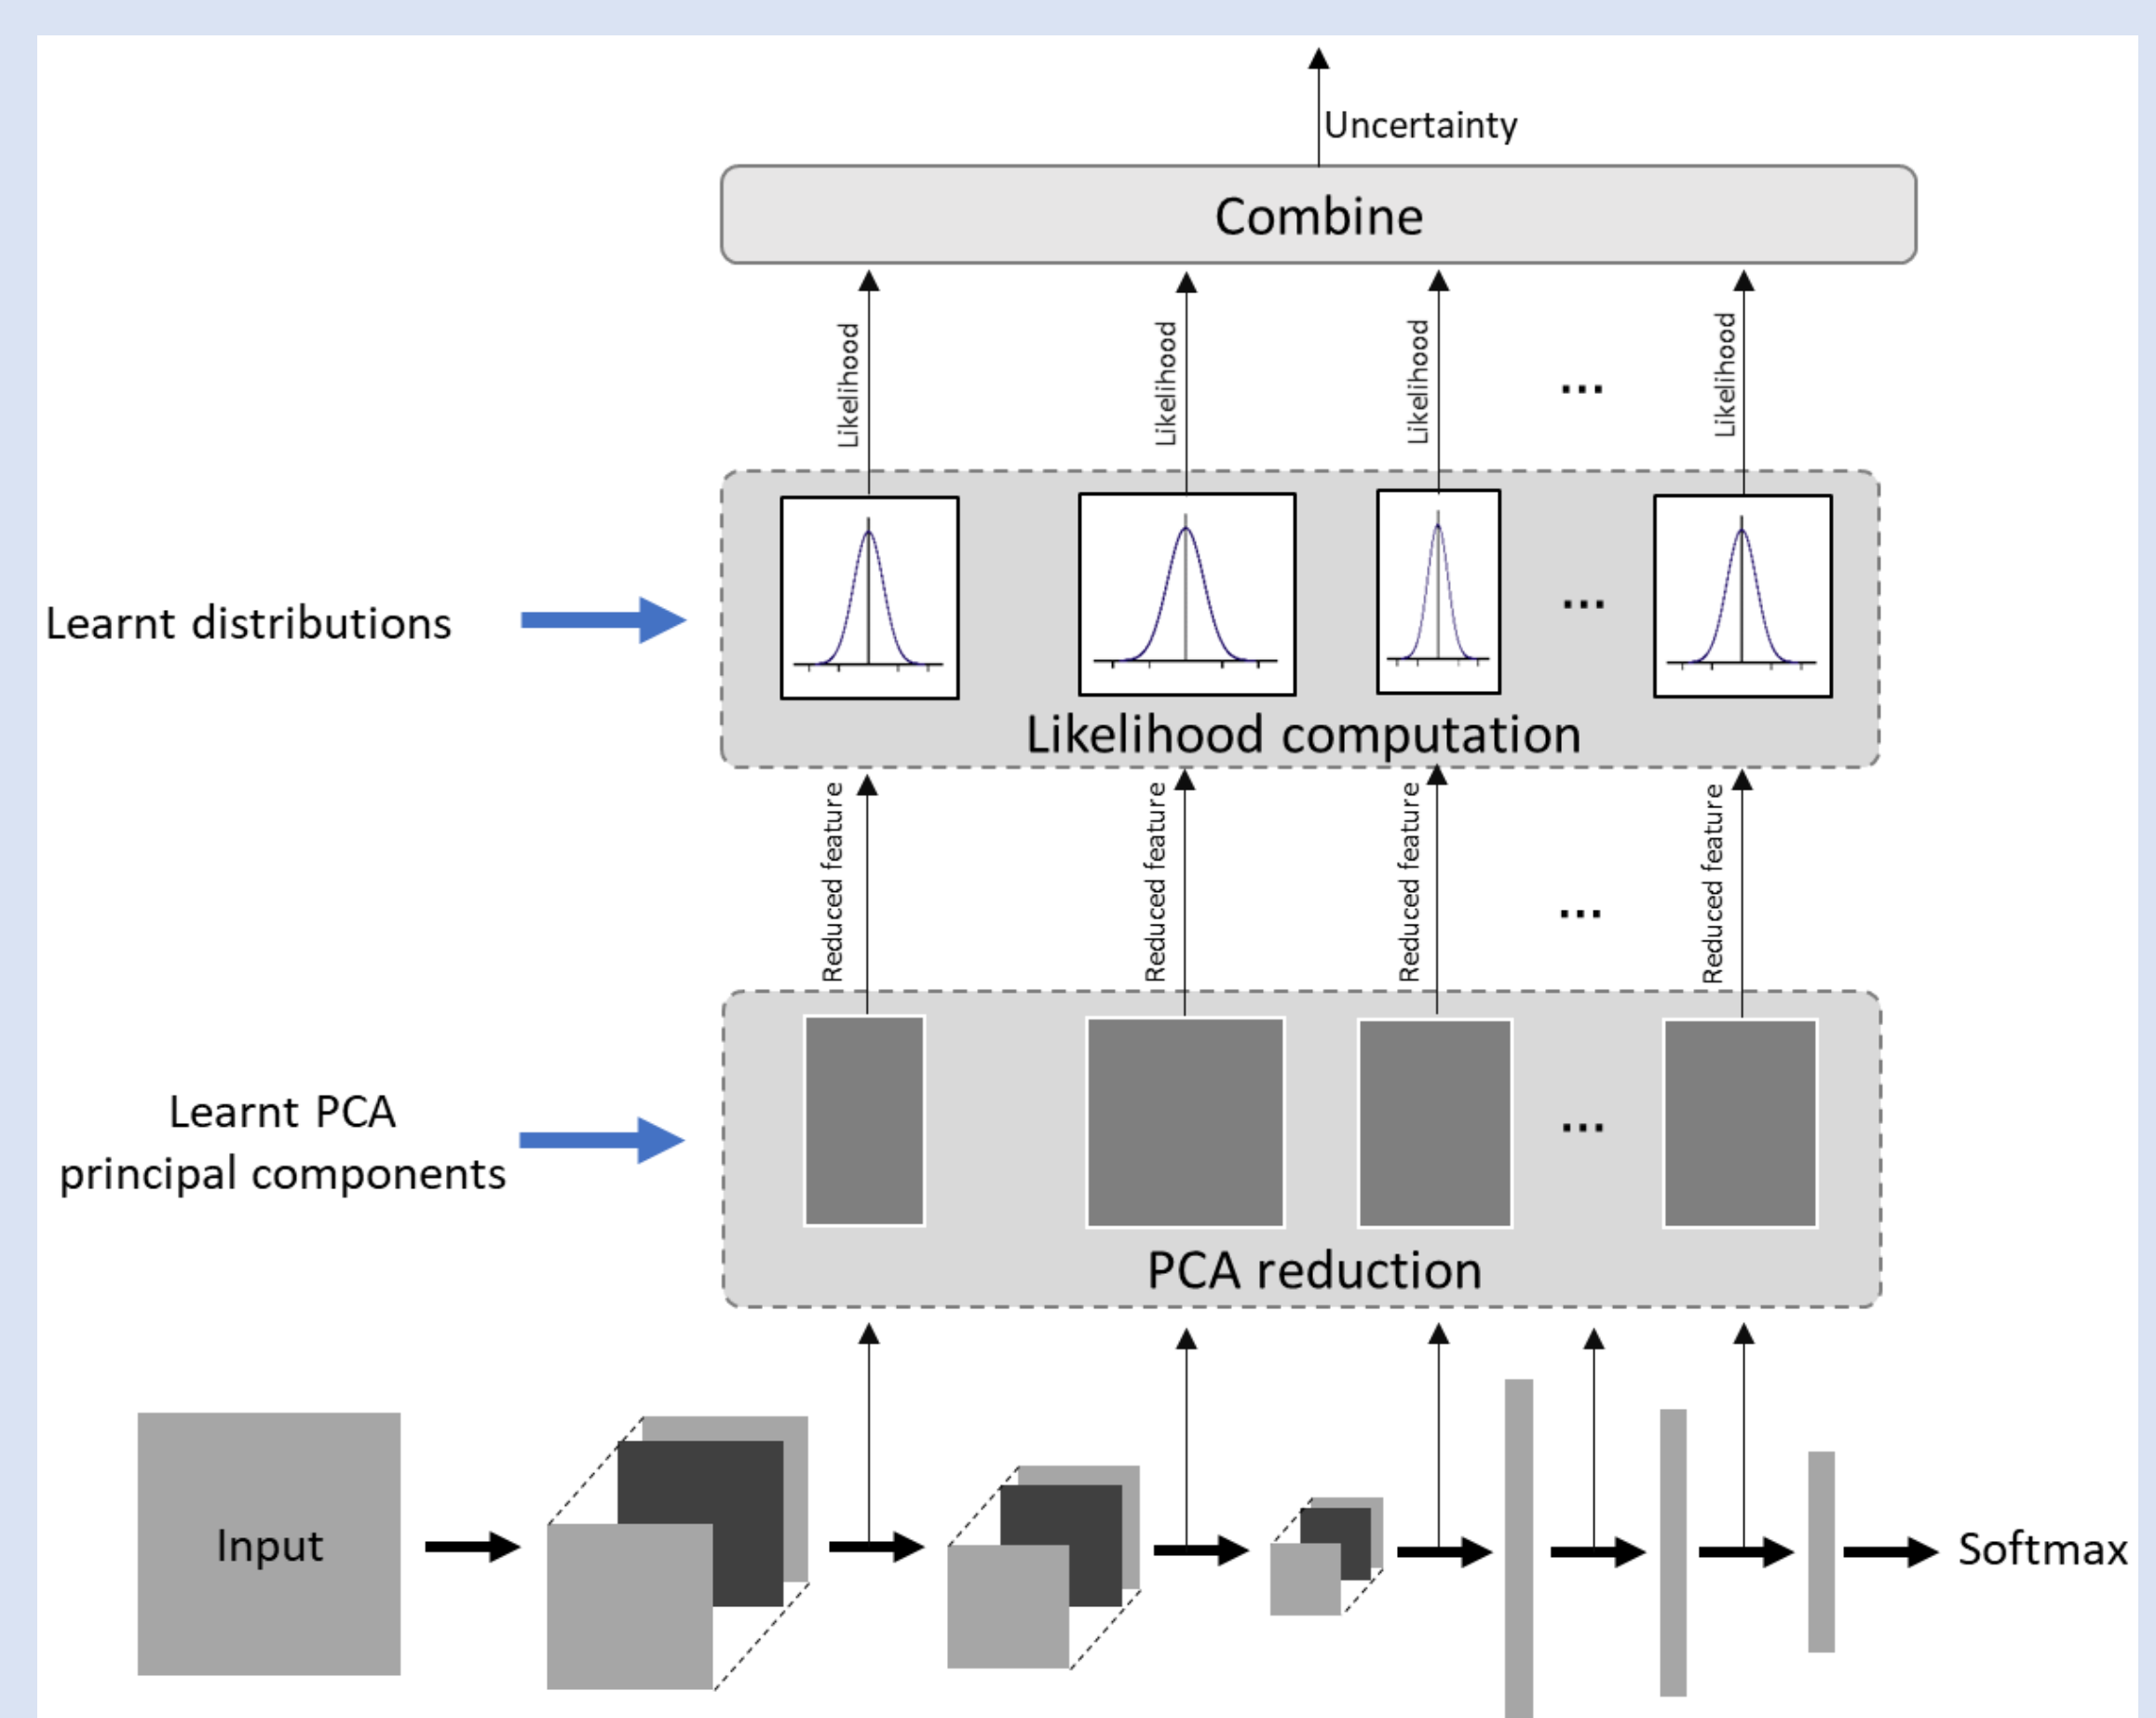 Uncertainty
Combine
Likelihood
Likelihood
Likelihood
...
Likelihood
Learnt distributions
...
Likelihood computation
Reduced feature
Reduced feature
Reduced feature
...
Reduced feature
Learnt PCA
principal components
...
PCA reduction
Input
Softmax